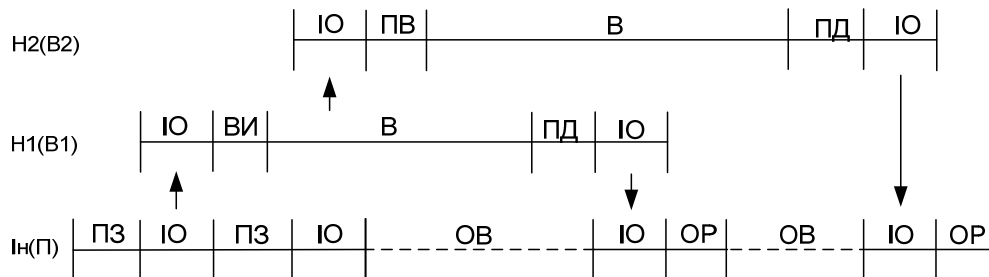 Н2(В2) ІО ПВ В ПД ІО
Н1(В1) ІО ВИ В ПД ІО
Ін(П) ПЗ ІО ПЗ ІО ОВ ІО ОР ОВ ІО ОР